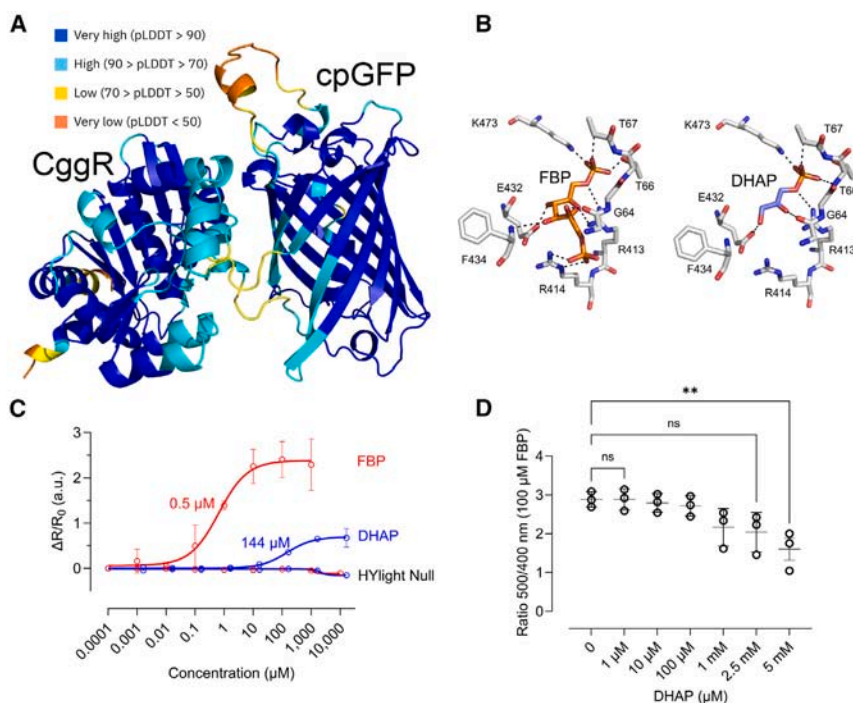 A
Very high (pLDDT > 90)
High (90 > pLDDT > 70)
Low (70 > pLDDT > 50)
Very low (pLDDT < 50)
CggR
cpGFP
B
K473
T67
T66
FBP
E432
G64
F434
R413
R414
K473
T67
T66
DHAP
E432
G64
F434
R413
R414
C
ΔR/R0 (a.u.)
3
2
1
0
0.5 µM
144 µM
FBP
DHAP
HYlight Null
0.0001
0.001
0.01
0.1
1
10
100
1,000
10,000
Concentration (µM)
D
Ratio 500/400 nm (100 µM FBP)
4
3
2
1
0
**
ns
ns
0
1 µM
10 µM
100 µM
1 mM
2.5 mM
5 mM
DHAP (µM)